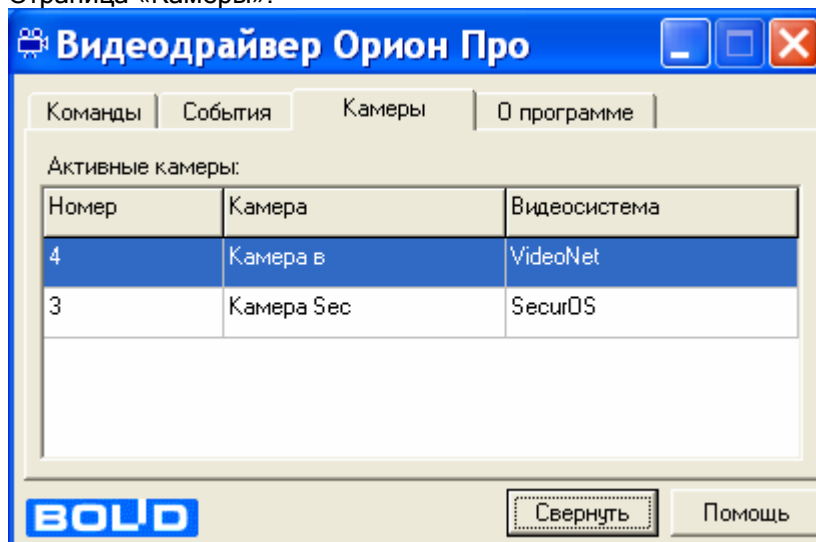 Страница «Камеры».
Видеодрайвер Орион Про
Команды События Камеры О программе
Активные камеры:
Номер Камера Видеосистема
4 Камера в VideoNet
3 Камера Sec SecurOS
BOLID Свернуть Помощь